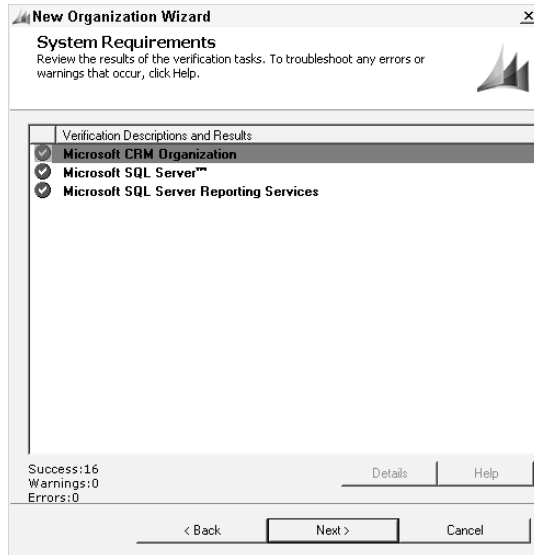 New Organization Wizard
System Requirements
Review the results of the verification tasks. To troubleshoot any errors or
warnings that occur, click Help.
Verification Descriptions and Results
Microsoft CRM Organization
Microsoft SQL Server™
Microsoft SQL Server Reporting Services
Success:16
Warnings:0
Errors:0
Details
Help
< Back
Next >
Cancel